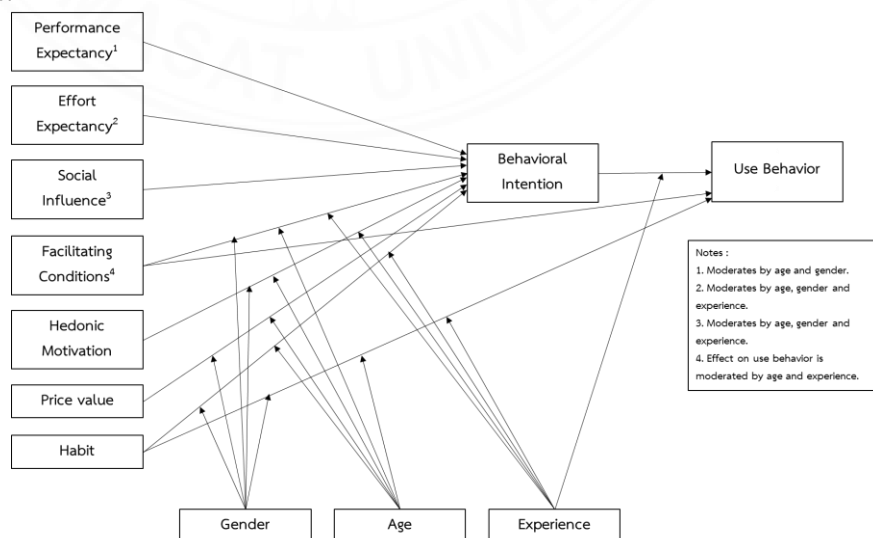 SAT UNIVER
Performance
Expectancy¹
Effort
Expectancy²
Social
Influence³
Facilitating
Conditions⁴
Hedonic
Motivation
Price value
Habit
Behavioral
Intention
Use Behavior
Notes :
1. Moderates by age and gender.
2. Moderates by age, gender and
experience.
3. Moderates by age, gender and
experience.
4. Effect on use behavior is
moderated by age and experience.
Gender
Age
Experience